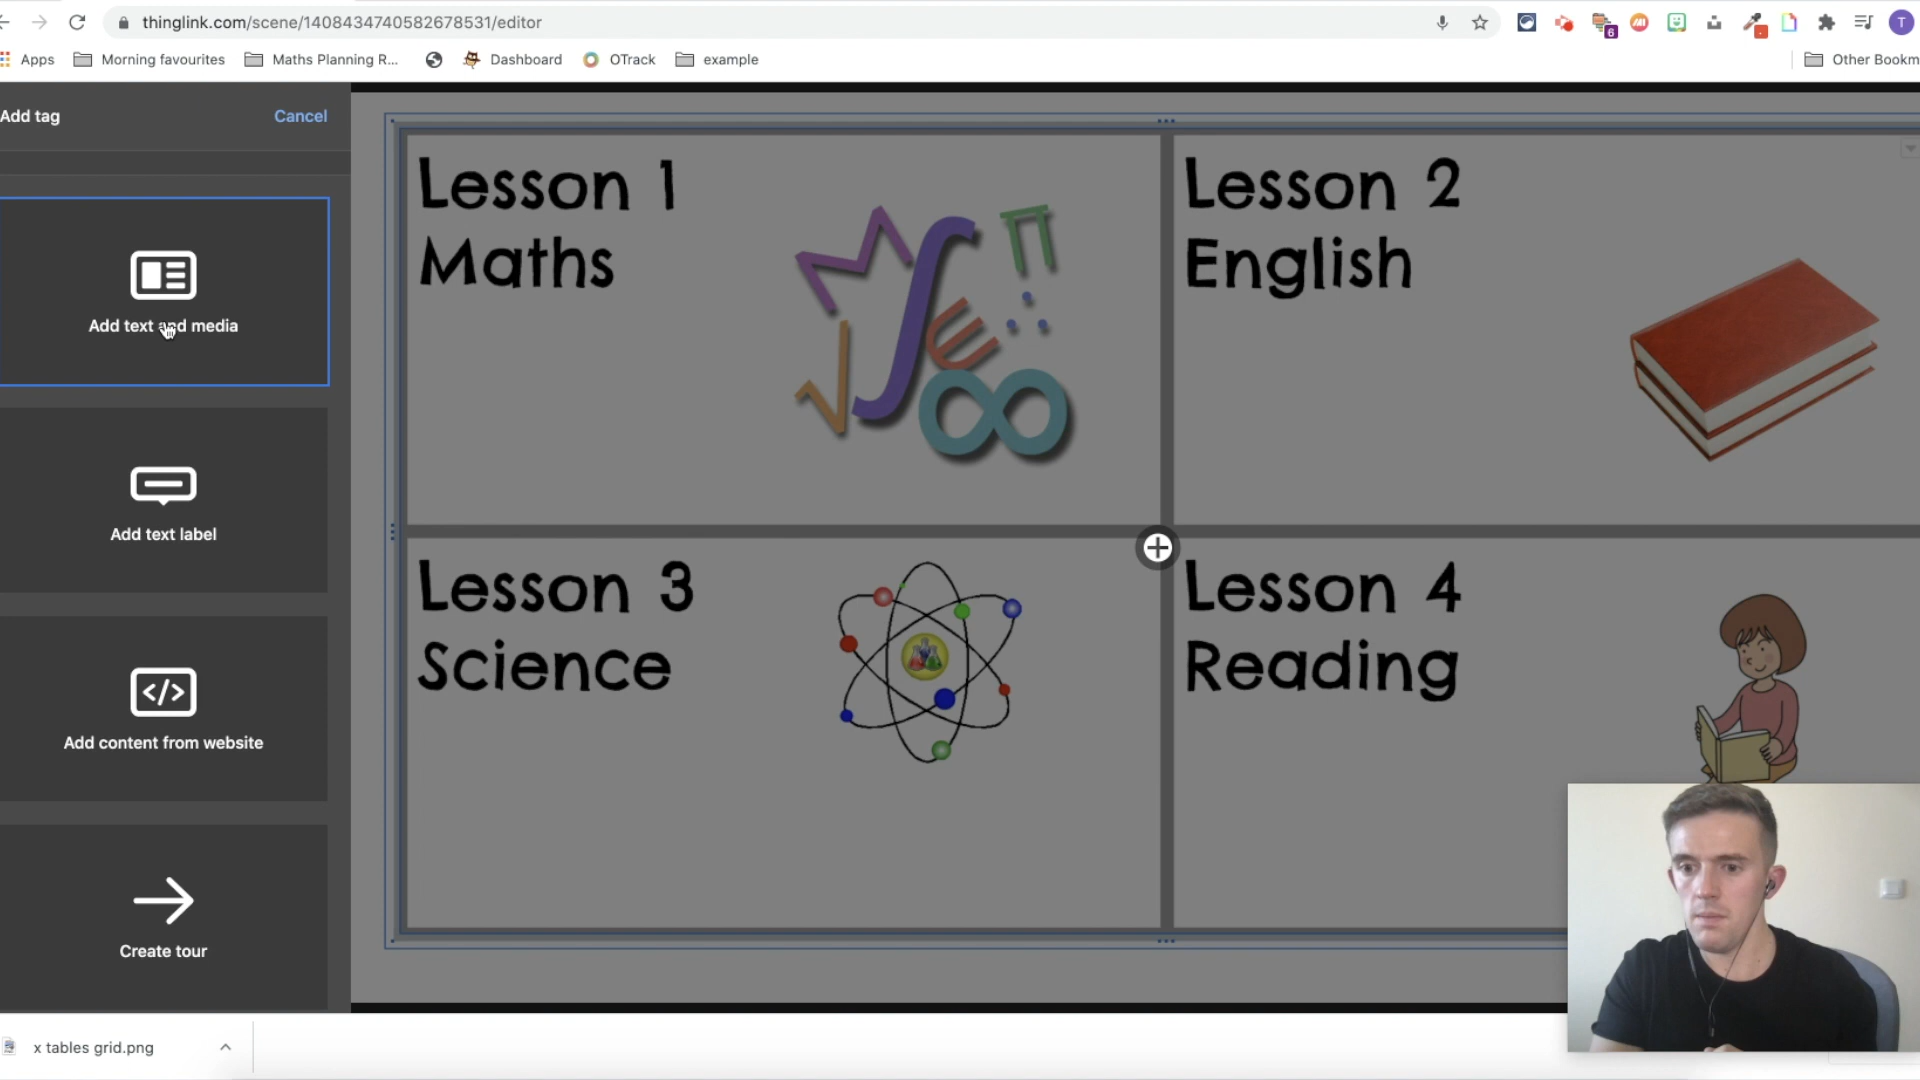 thinglink.com/scene/1408434740582678531/editor
6
T
Apps
Morning favourites
Maths Planning R...
Dashboard
OTrack
example
Other Bookm
Add tag
Cancel
Add text and media
Add text label
Add content from website
Create tour
Lesson 1
Maths
Lesson 2
English
Lesson 3
Science
Lesson 4
Reading
x tables grid.png